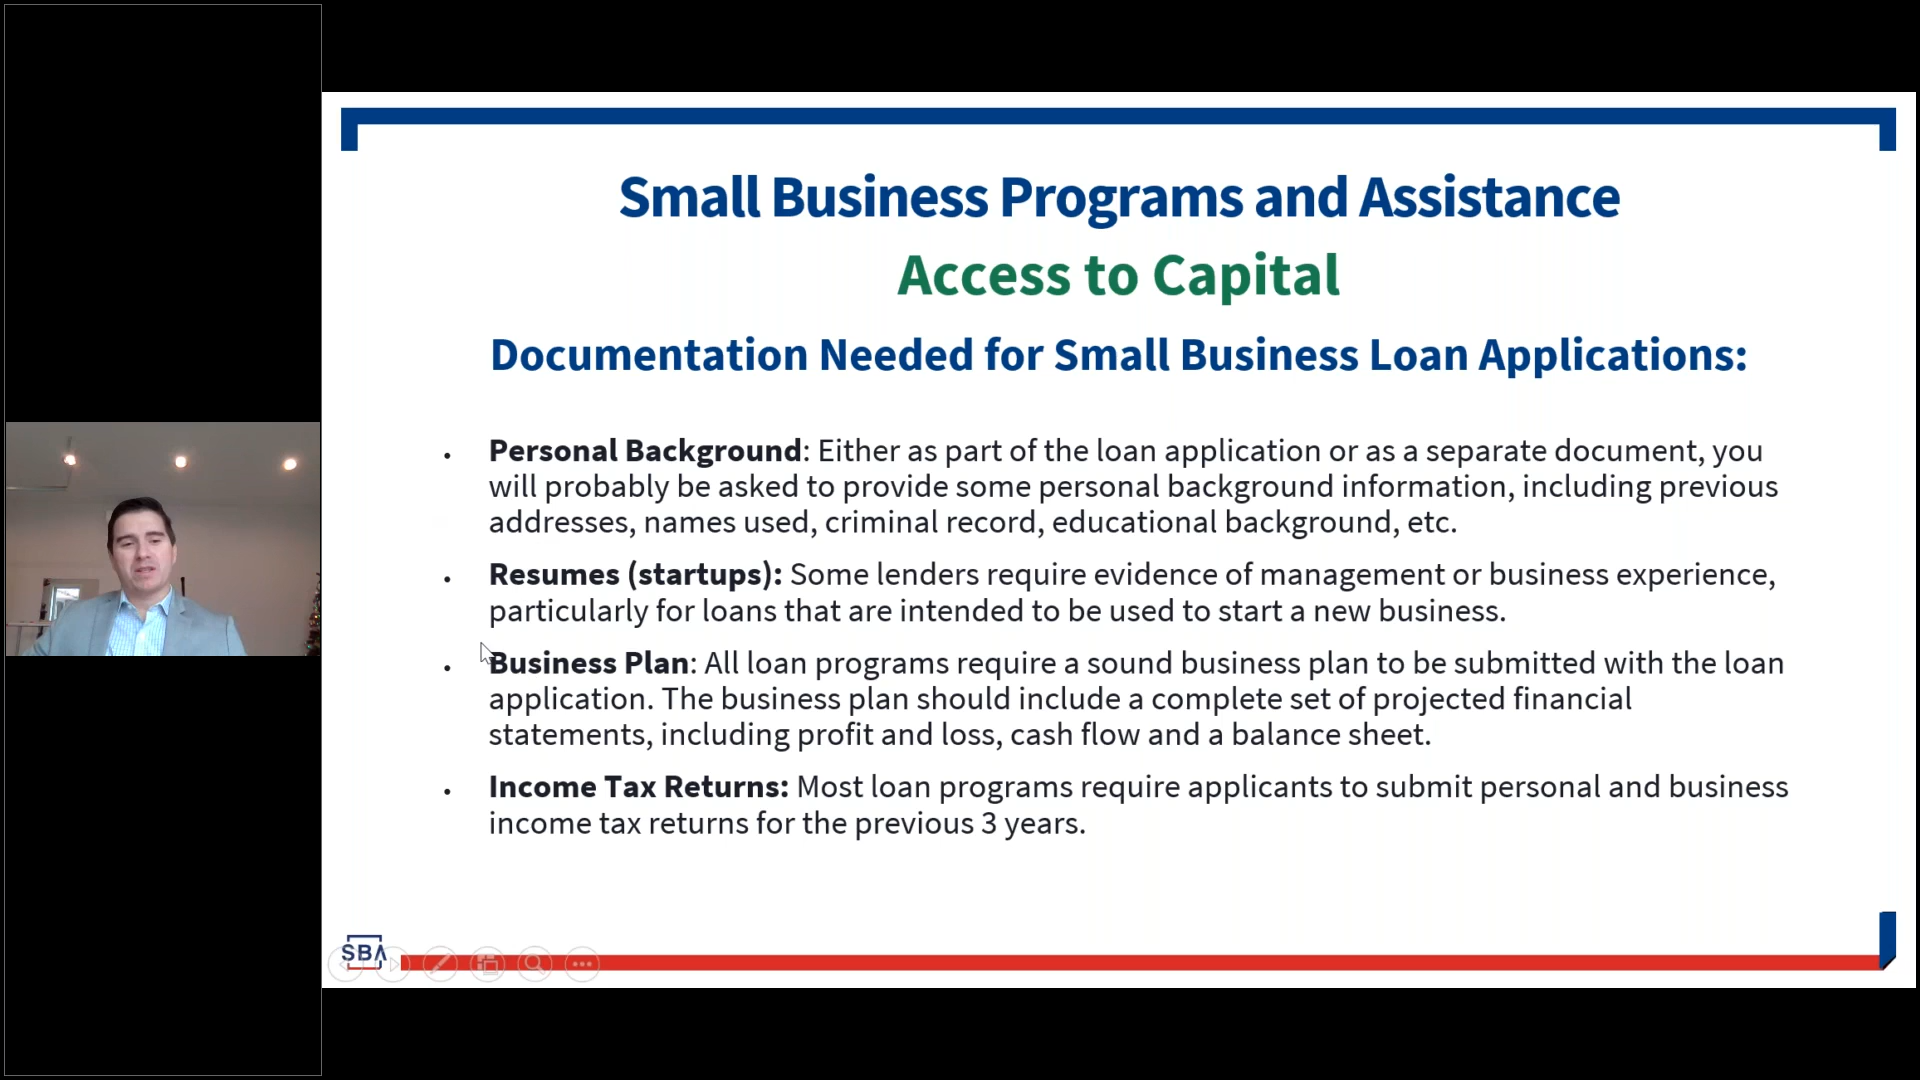 Small Business Programs and Assistance
Access to Capital
Documentation Needed for Small Business Loan Applications:
• Personal Background: Either as part of the loan application or as a separate document, you
will probably be asked to provide some personal background information, including previous
addresses, names used, criminal record, educational background, etc.
• Resumes (startups): Some lenders require evidence of management or business experience,
particularly for loans that are intended to be used to start a new business.
• Business Plan: All loan programs require a sound business plan to be submitted with the loan
application. The business plan should include a complete set of projected financial
statements, including profit and loss, cash flow and a balance sheet.
• Income Tax Returns: Most loan programs require applicants to submit personal and business
income tax returns for the previous 3 years.
SBA